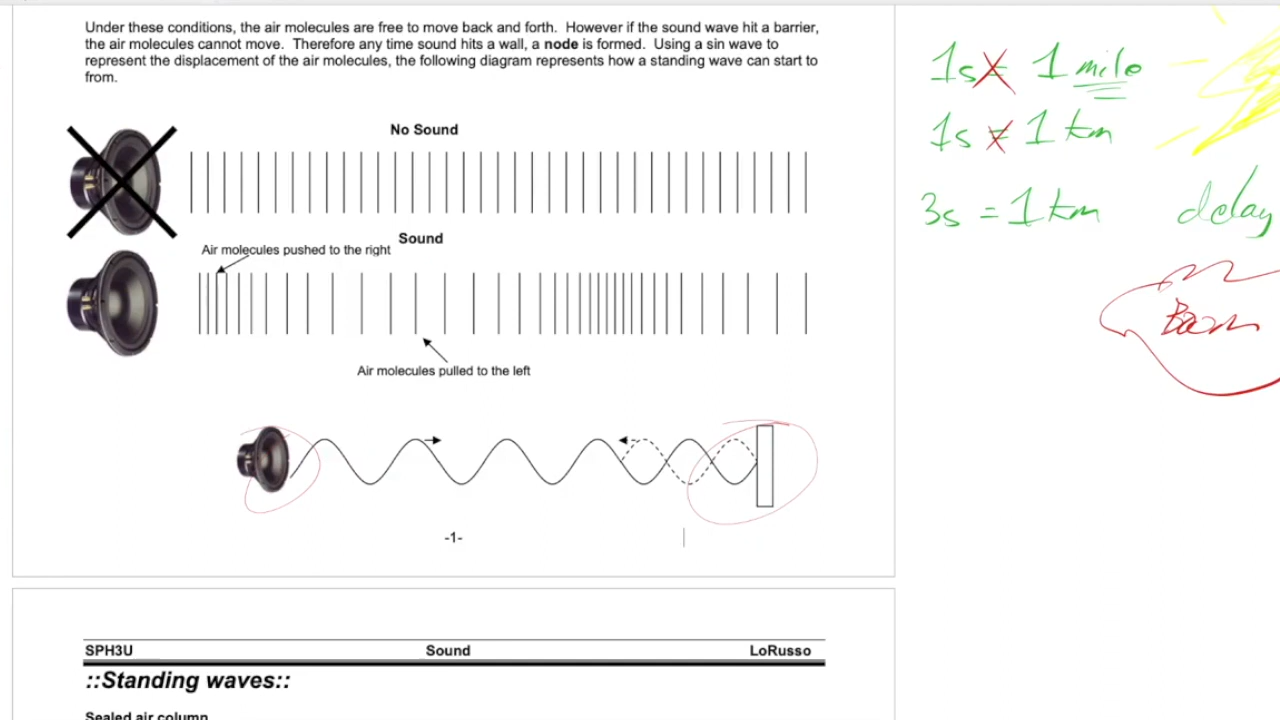 Under these conditions, the air molecules are free to move back and forth. However if the sound wave hit a barrier,
the air molecules cannot move. Therefore any time sound hits a wall, a node is formed. Using a sin wave to
represent the displacement of the air molecules, the following diagram represents how a standing wave can start to
from.
No Sound
Sound
Air molecules pushed to the right
Air molecules pulled to the left
-1-
SPH3U Sound LoRusso
::Standing waves::
Sealed air column
1s = 1 mile
1s = 1 km
3s = 1 km
delay
Boom